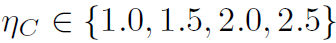 η_C ∈ {1.0, 1.5, 2.0, 2.5}